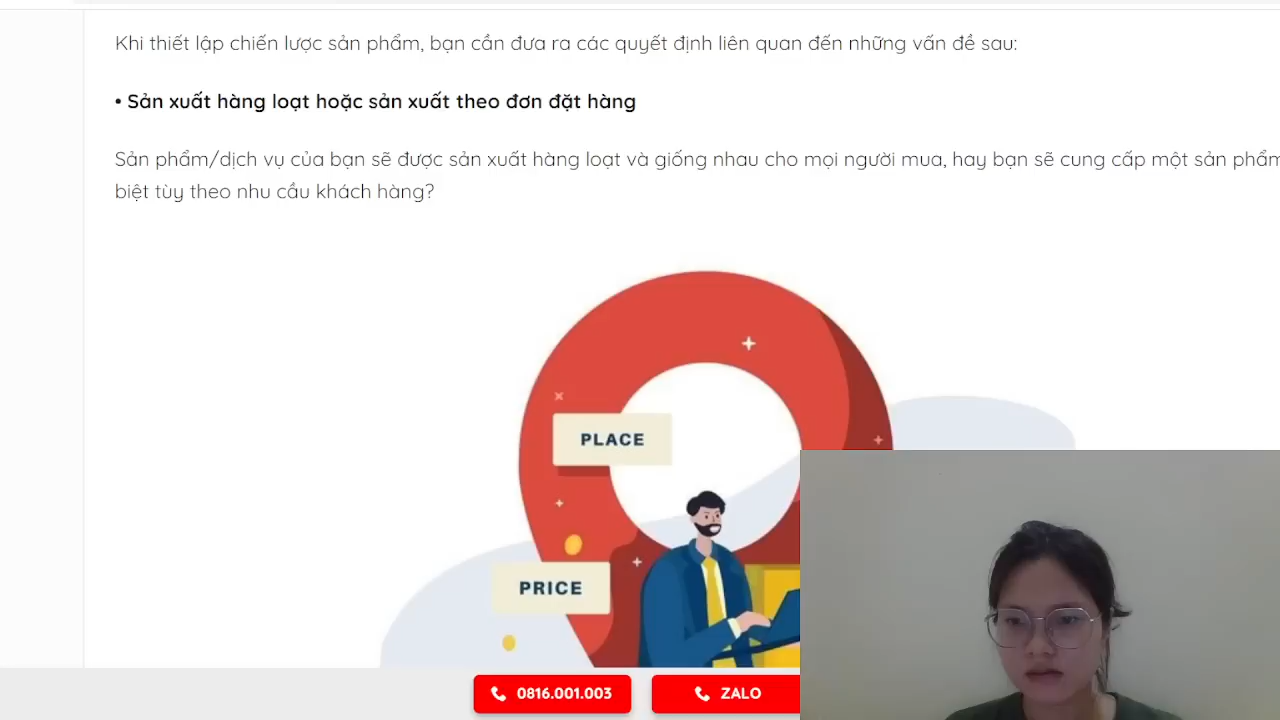 Khi thiết lập chiến lược sản phẩm, bạn cần đưa ra các quyết định liên quan đến những vấn đề sau:
• Sản xuất hàng loạt hoặc sản xuất theo đơn đặt hàng
Sản phẩm/dịch vụ của bạn sẽ được sản xuất hàng loạt và giống nhau cho mọi người mua, hay bạn sẽ cung cấp một sản phẩm
biệt tùy theo nhu cầu khách hàng?
PLACE
PRICE
0816.001.003
ZALO